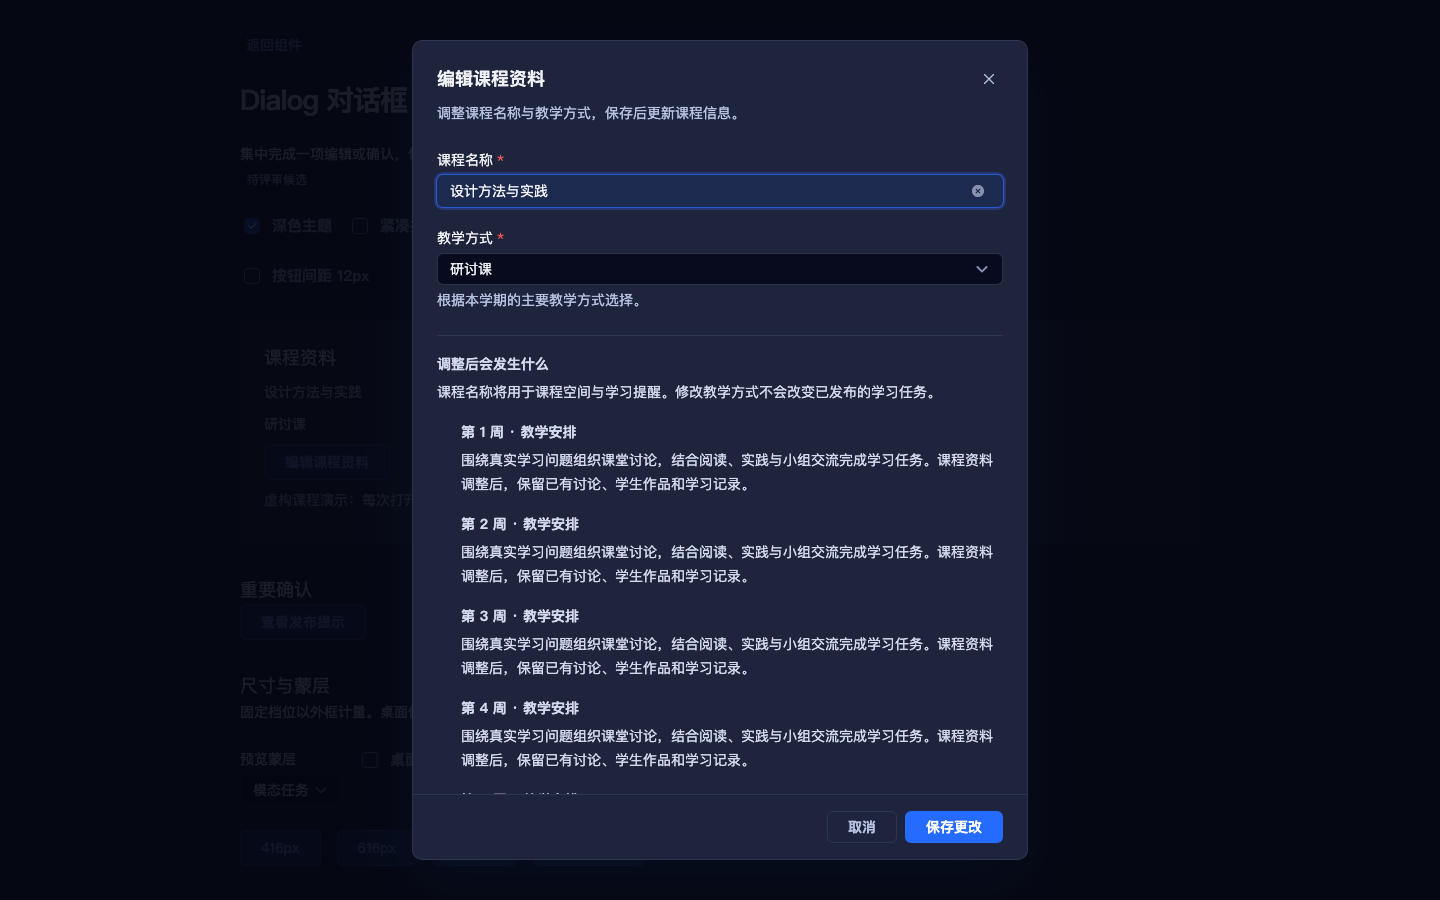 返回组件
Dialog 对话框
集中完成一项编辑或确认，
待评审候选
深色主题
紧凑
按钮间距 12px
课程资料
设计方法与实践
研讨课
编辑课程资料
虚构课程演示：每次打开
重要确认
查看发布提示
尺寸与蒙层
固定档位以外框计量。桌面
预览蒙层
桌面
模态任务
416px
616px
编辑课程资料
调整课程名称与教学方式，保存后更新课程信息。
课程名称 *
设计方法与实践
教学方式 *
研讨课
根据本学期的主要教学方式选择。
调整后会发生什么
课程名称将用于课程空间与学习提醒。修改教学方式不会改变已发布的学习任务。
第 1 周 · 教学安排
围绕真实学习问题组织课堂讨论，结合阅读、实践与小组交流完成学习任务。课程资料
调整后，保留已有讨论、学生作品和学习记录。
第 2 周 · 教学安排
围绕真实学习问题组织课堂讨论，结合阅读、实践与小组交流完成学习任务。课程资料
调整后，保留已有讨论、学生作品和学习记录。
第 3 周 · 教学安排
围绕真实学习问题组织课堂讨论，结合阅读、实践与小组交流完成学习任务。课程资料
调整后，保留已有讨论、学生作品和学习记录。
第 4 周 · 教学安排
围绕真实学习问题组织课堂讨论，结合阅读、实践与小组交流完成学习任务。课程资料
调整后，保留已有讨论、学生作品和学习记录。
取消
保存更改